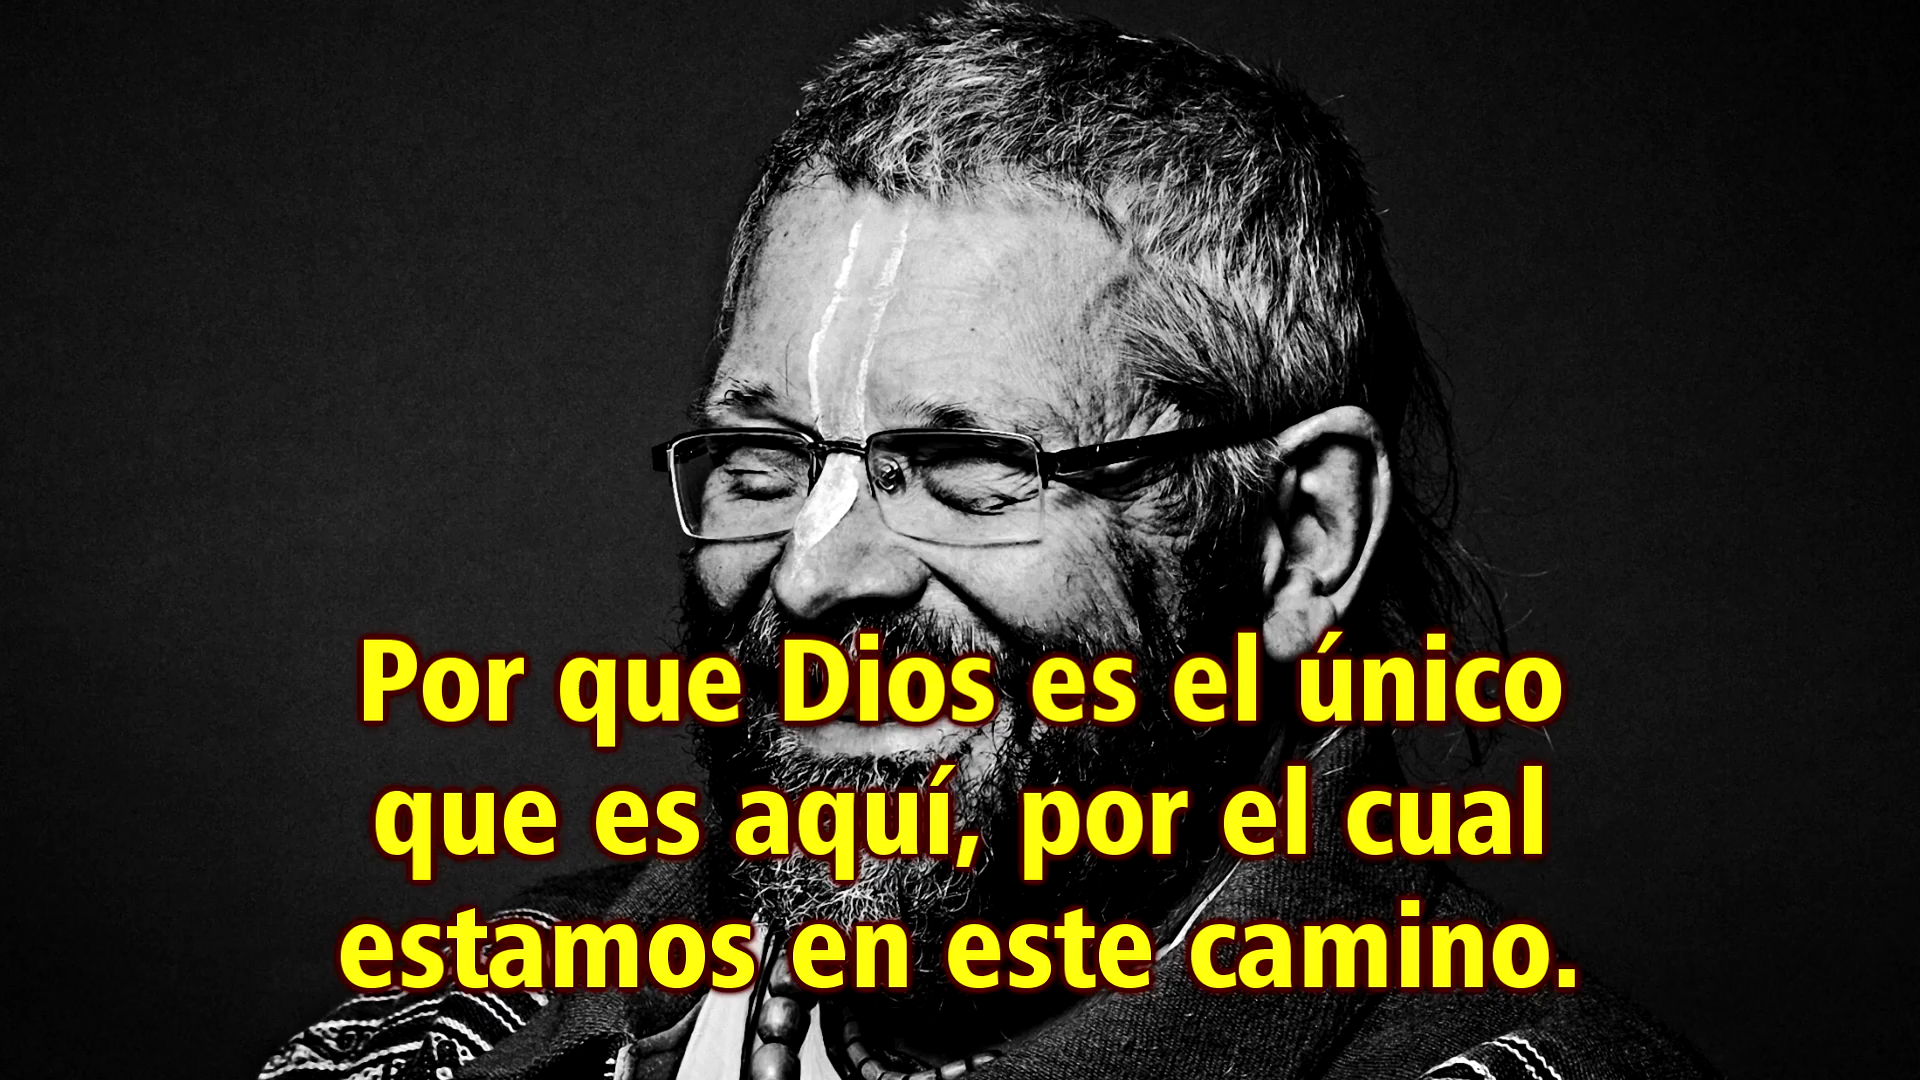 Por que Dios es el único
que es aquí, por el cual
estamos en este camino.